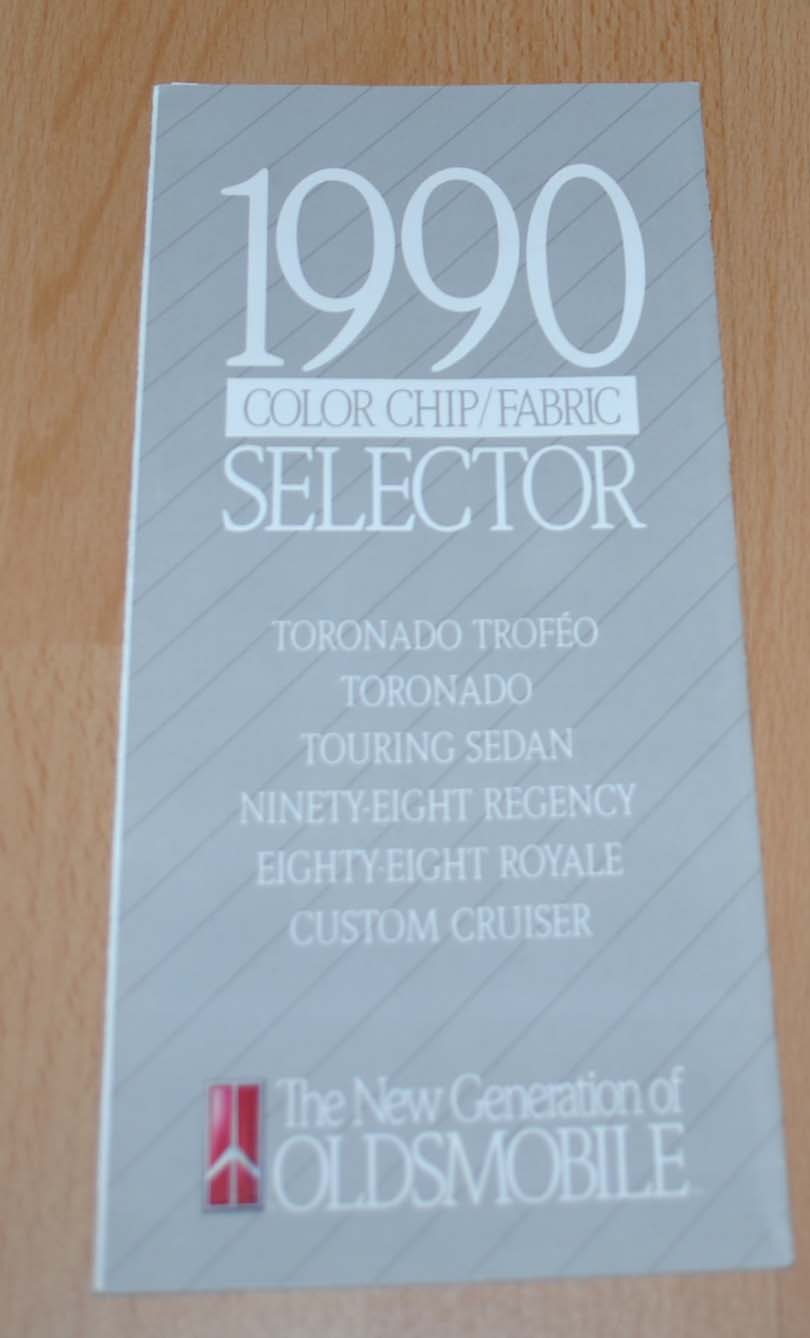 1990
COLOR CHIP/FABRIC
SELECTOR
TORONADO TROFÉO
TORONADO
TOURING SEDAN
NINETY-EIGHT REGENCY
EIGHTY-EIGHT ROYALE
CUSTOM CRUISER
The New Generation of
OLDSMOBILE